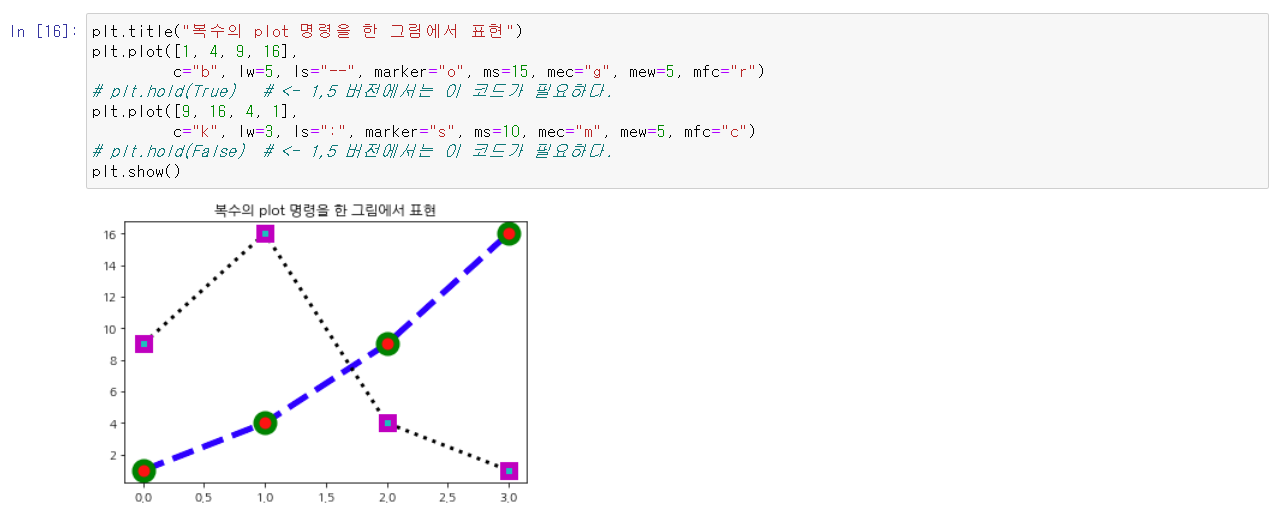 In [16]:
plt.title("복수의 plot 명령을 한 그림에서 표현")
plt.plot([1, 4, 9, 16],
         c="b", lw=5, ls="--", marker="o", ms=15, mec="g", mew=5, mfc="r")
# plt.hold(True)   # <- 1,5 버전에서는 이 코드가 필요하다.
plt.plot([9, 16, 4, 1],
         c="k", lw=3, ls=":", marker="s", ms=10, mec="m", mew=5, mfc="c")
# plt.hold(False)  # <- 1,5 버전에서는 이 코드가 필요하다.
plt.show()
복수의 plot 명령을 한 그림에서 표현
16
14
12
10
8
6
4
2
0,0 0,5 1,0 1,5 2,0 2,5 3,0